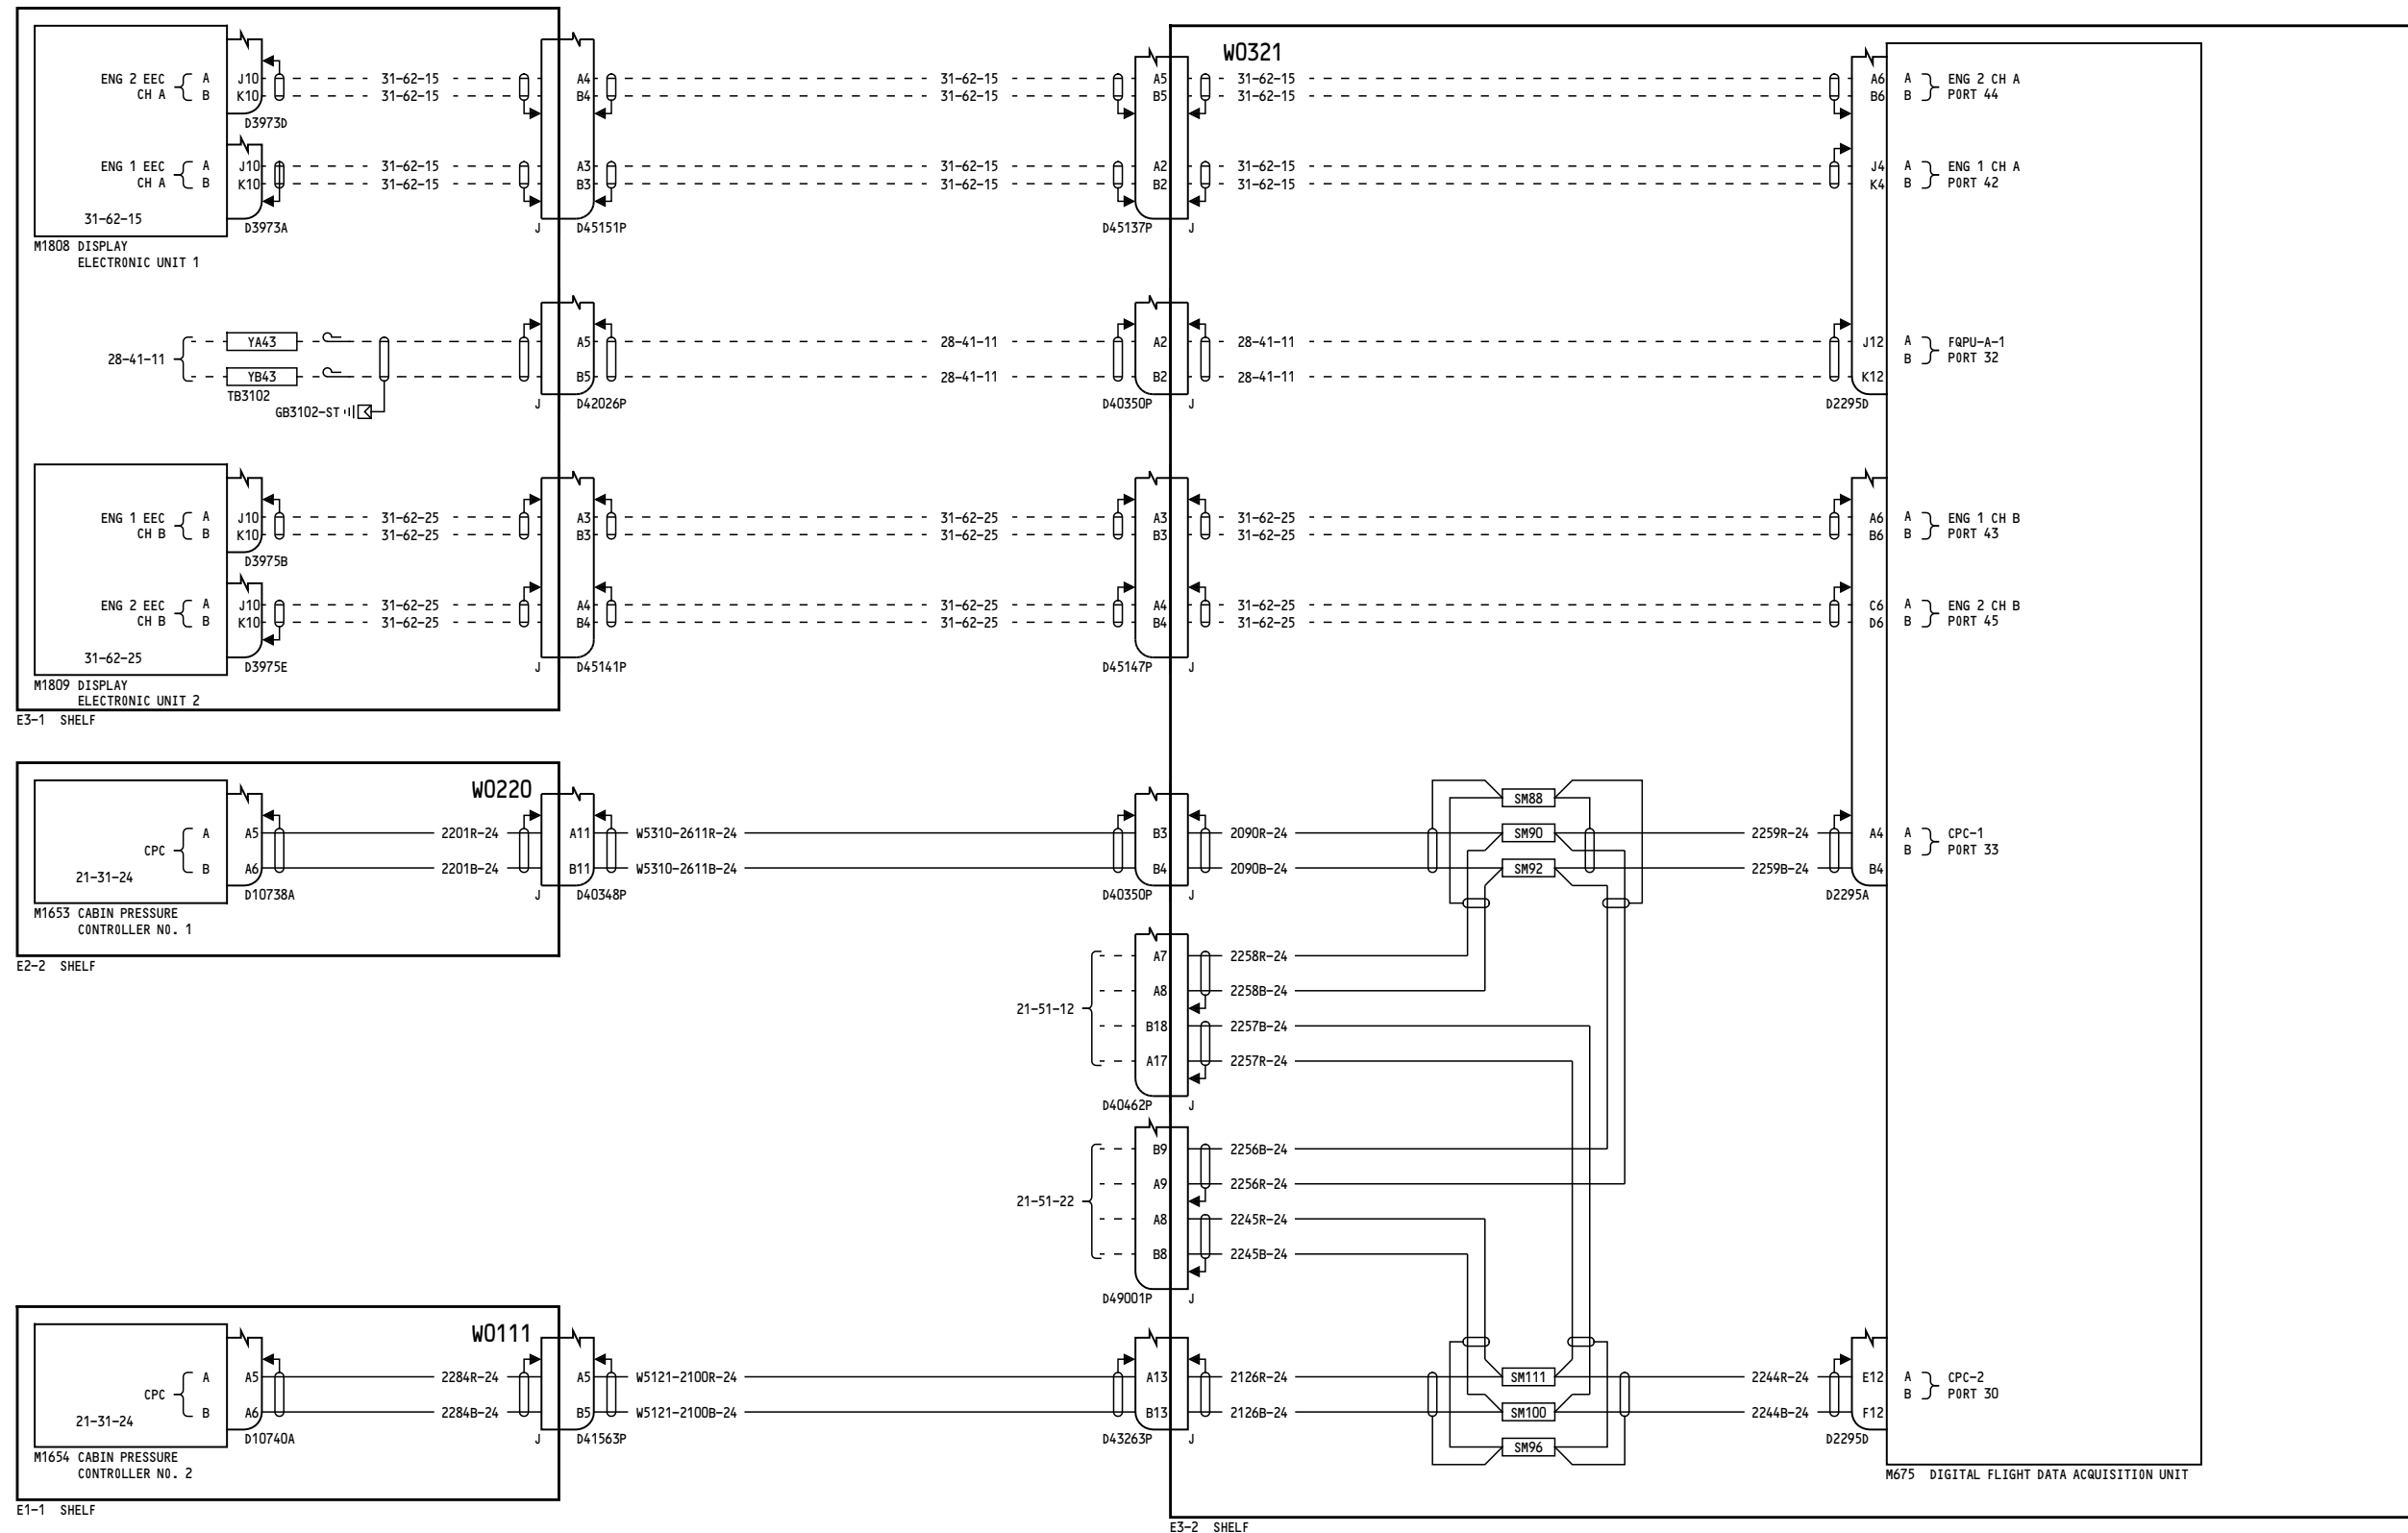 ENG 2 EEC
CH A
A
B
J10
K10
D3973D
31-62-15
31-62-15
ENG 1 EEC
CH A
A
B
J10
K10
D3973A
31-62-15
31-62-15
31-62-15
M1808 DISPLAY
ELECTRONIC UNIT 1
A4
B4
A3
B3
J
D45151P
31-62-15
31-62-15
31-62-15
31-62-15
A5
B5
A2
B2
D45137P
J
W0321
31-62-15
31-62-15
31-62-15
31-62-15
A6
B6
A
B
ENG 2 CH A
PORT 44
J4
K4
A
B
ENG 1 CH A
PORT 42
28-41-11
YA43
YB43
TB3102
GB3102-ST
A5
B5
J
D42026P
28-41-11
28-41-11
A2
B2
D40350P
J
28-41-11
28-41-11
J12
K12
D2295D
A
B
FQPU-A-1
PORT 32
ENG 1 EEC
CH B
A
B
J10
K10
D3975B
31-62-25
31-62-25
ENG 2 EEC
CH B
A
B
J10
K10
D3975E
31-62-25
31-62-25
31-62-25
M1809 DISPLAY
ELECTRONIC UNIT 2
E3-1 SHELF
A3
B3
A4
B4
J
D45141P
31-62-25
31-62-25
31-62-25
31-62-25
A3
B3
A4
B4
D45147P
J
31-62-25
31-62-25
31-62-25
31-62-25
A6
B6
A
B
ENG 1 CH B
PORT 43
C6
D6
A
B
ENG 2 CH B
PORT 45
W0220
CPC
A
B
21-31-24
A5
A6
D10738A
M1653 CABIN PRESSURE
CONTROLLER NO. 1
E2-2 SHELF
2201R-24
2201B-24
A11
B11
J
D40348P
W5310-2611R-24
W5310-2611B-24
B3
B4
D40350P
J
2090R-24
2090B-24
SM88
SM90
SM92
2259R-24
2259B-24
A4
B4
D2295A
A
B
CPC-1
PORT 33
21-51-12
A7
A8
B18
A17
D40462P
J
2258R-24
2258B-24
2257B-24
2257R-24
21-51-22
B9
A9
A8
B8
D49001P
J
2256B-24
2256R-24
2245R-24
2245B-24
W0111
CPC
A
B
21-31-24
A5
A6
D10740A
M1654 CABIN PRESSURE
CONTROLLER NO. 2
E1-1 SHELF
2284R-24
2284B-24
A5
B5
J
D41563P
W5121-2100R-24
W5121-2100B-24
A13
B13
D43263P
J
2126R-24
2126B-24
SM111
SM100
SM96
2244R-24
2244B-24
E12
F12
D2295D
A
B
CPC-2
PORT 30
M675 DIGITAL FLIGHT DATA ACQUISITION UNIT
E3-2 SHELF